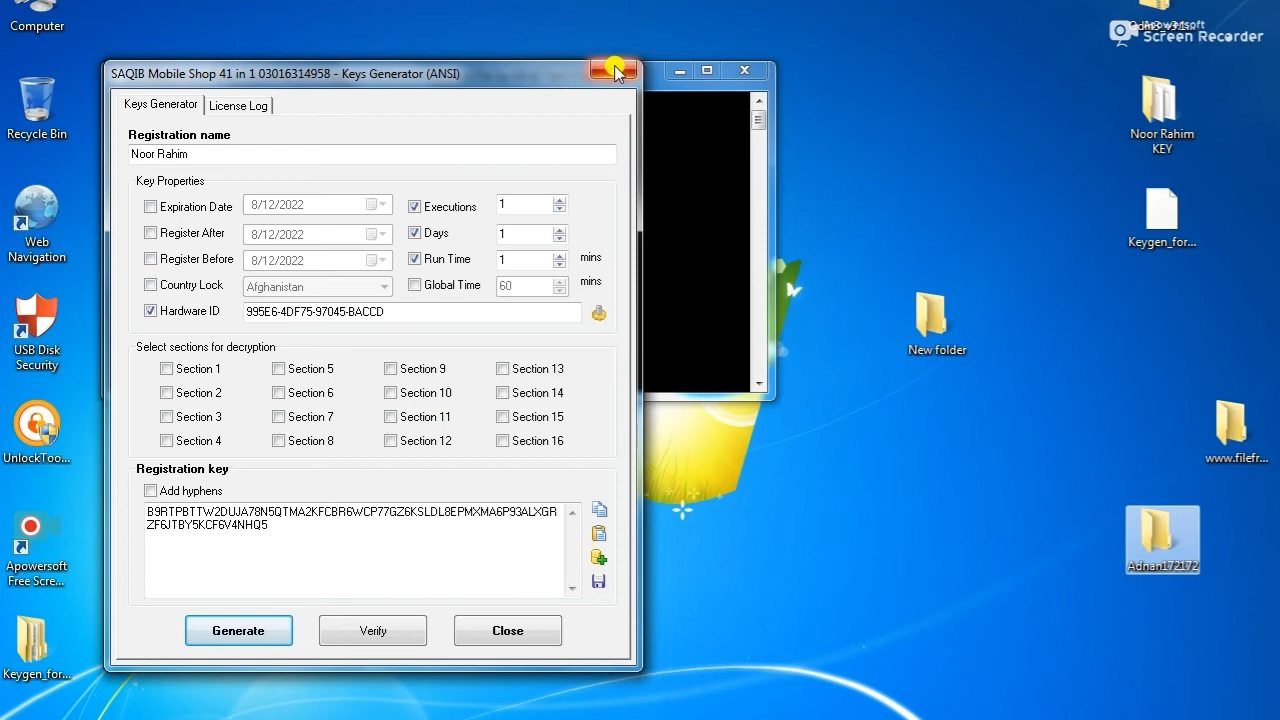 Computer
Recycle Bin
Web
Navigation
USB Disk
Security
UnlockToo...
Apowersoft
Free Scre...
Keygen_for...
SAQIB Mobile Shop 41 in 1 03016314958 - Keys Generator (ANSI)
Keys Generator
License Log
Registration name
Noor Rahim
Key Properties
Expiration Date 8/12/2022 Executions 1
Register After 8/12/2022 Days 1
Register Before 8/12/2022 Run Time 1 mins
Country Lock Afghanistan Global Time 60 mins
Hardware ID 995E6-4DF75-97045-BACCD
Select sections for decryption
Section 1 Section 5 Section 9 Section 13
Section 2 Section 6 Section 10 Section 14
Section 3 Section 7 Section 11 Section 15
Section 4 Section 8 Section 12 Section 16
Registration key
Add hyphens
B9RTPBTTW2DUJA78N5QTMA2KFCBR6WCP77GZ6KSLDL8EPMXMA6P93ALXGR
ZF6JTBY5KCF6V4NHQ5
Generate Verify Close
Apowersoft
Screen Recorder
Noor Rahim
KEY
Keygen_for...
New folder
www.filefr...
Adnan172172